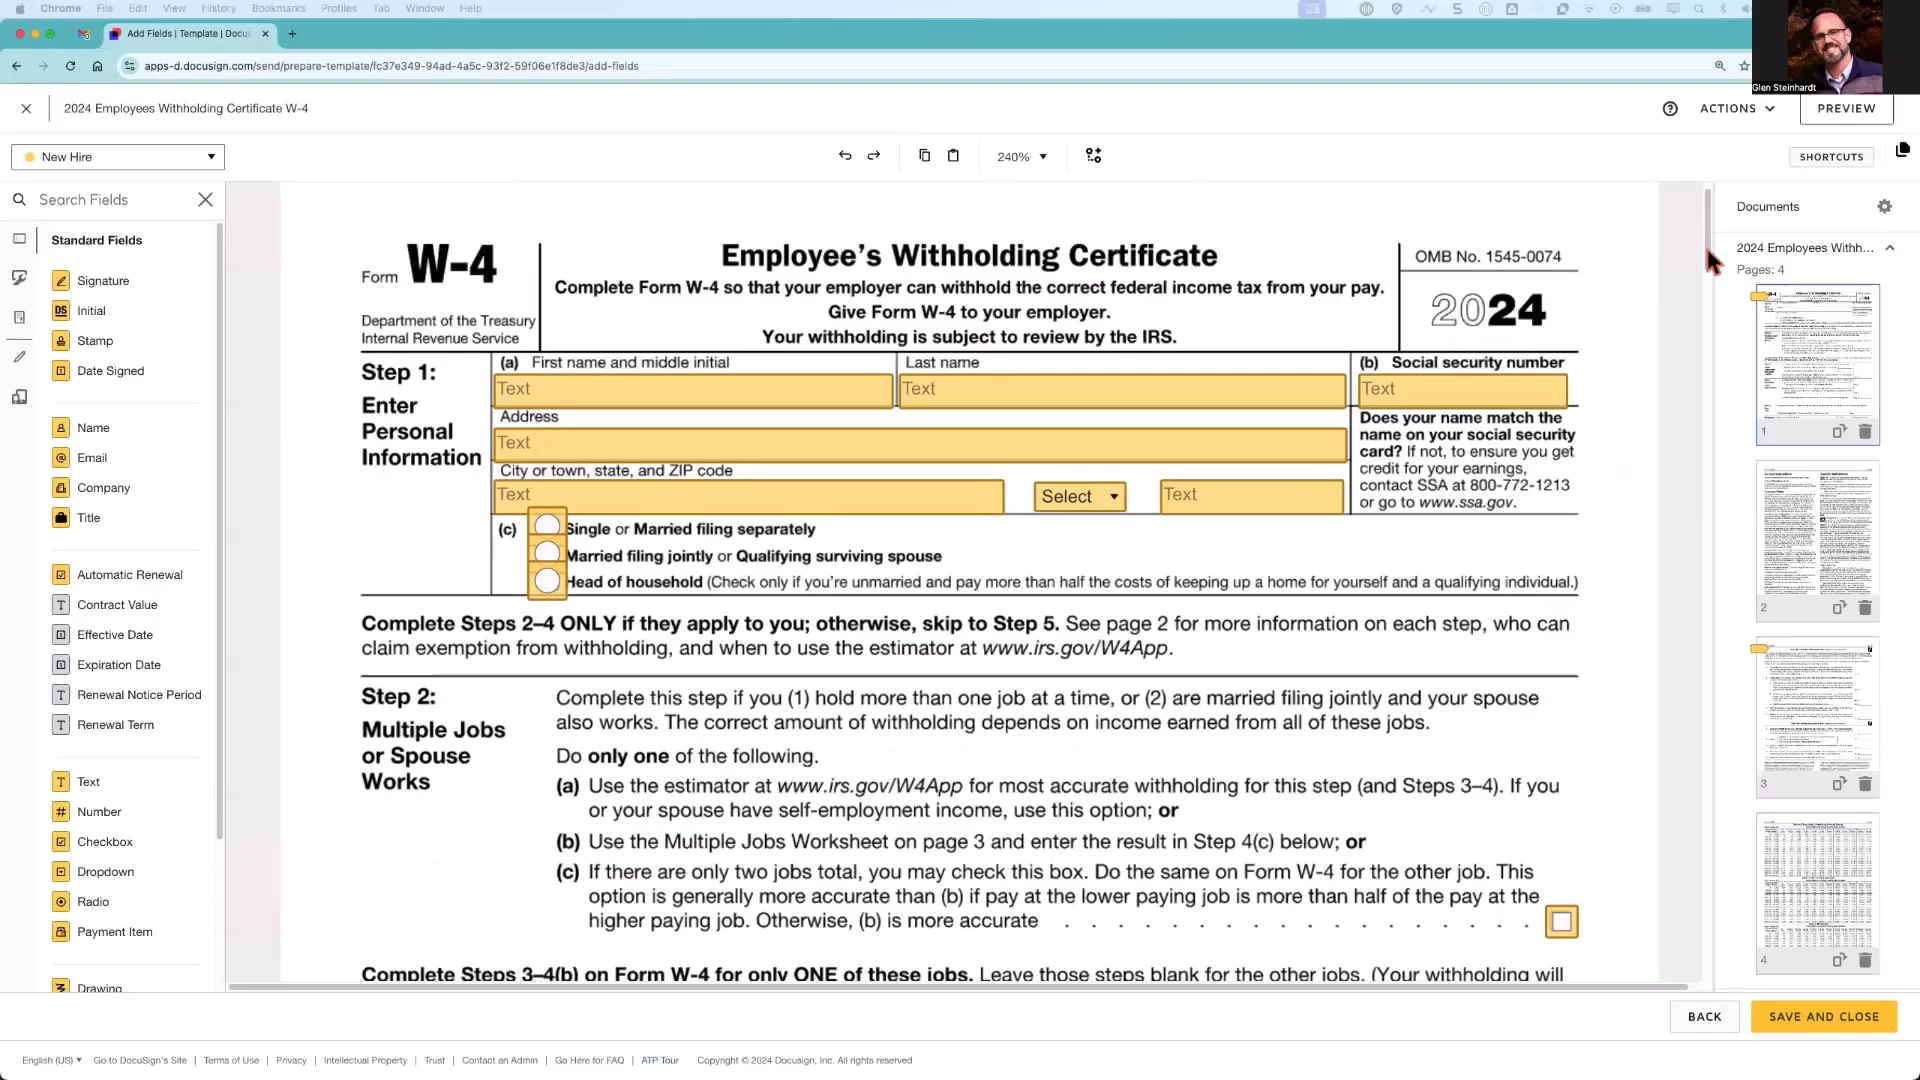 Chrome File Edit View History Bookmarks Profiles Tab Window Help
Add Fields | Template | Docu
apps-d.docusign.com/send/prepare-template/fc37e349-94ad-4a5c-93f2-59f06e1f8de3/add-fields
Glen Steinhardt
2024 Employees Withholding Certificate W-4
ACTIONS
PREVIEW
New Hire
240%
SHORTCUTS
Search Fields
Standard Fields
Signature
DS Initial
Stamp
Date Signed
Name
Email
Company
Title
Automatic Renewal
Contract Value
Effective Date
Expiration Date
Renewal Notice Period
Renewal Term
Text
Number
Checkbox
Dropdown
Radio
Payment Item
Drawing
Form W-4
Department of the Treasury
Internal Revenue Service
Employee's Withholding Certificate
Complete Form W-4 so that your employer can withhold the correct federal income tax from your pay.
Give Form W-4 to your employer.
Your withholding is subject to review by the IRS.
OMB No. 1545-0074
2024
Step 1:
Enter
Personal
Information
(a) First name and middle initial
Text
Last name
Text
(b) Social security number
Text
Address
Text
City or town, state, and ZIP code
Text
Select
Text
Does your name match the
name on your social security
card? If not, to ensure you get
credit for your earnings,
contact SSA at 800-772-1213
or go to www.ssa.gov.
(c) Single or Married filing separately
Married filing jointly or Qualifying surviving spouse
Head of household (Check only if you're unmarried and pay more than half the costs of keeping up a home for yourself and a qualifying individual.)
Complete Steps 2–4 ONLY if they apply to you; otherwise, skip to Step 5. See page 2 for more information on each step, who can
claim exemption from withholding, and when to use the estimator at www.irs.gov/W4App.
Step 2:
Multiple Jobs
or Spouse
Works
Complete this step if you (1) hold more than one job at a time, or (2) are married filing jointly and your spouse
also works. The correct amount of withholding depends on income earned from all of these jobs.
Do only one of the following.
(a) Use the estimator at www.irs.gov/W4App for most accurate withholding for this step (and Steps 3–4). If you
or your spouse have self-employment income, use this option; or
(b) Use the Multiple Jobs Worksheet on page 3 and enter the result in Step 4(c) below; or
(c) If there are only two jobs total, you may check this box. Do the same on Form W-4 for the other job. This
option is generally more accurate than (b) if pay at the lower paying job is more than half of the pay at the
higher paying job. Otherwise, (b) is more accurate . . . . . . . . . . . . . . . . . .
Complete Steps 3–4(b) on Form W-4 for only ONE of these jobs. Leave those steps blank for the other jobs. (Your withholding will
Documents
2024 Employees Withh...
Pages: 4
1
2
3
4
BACK
SAVE AND CLOSE
English (US) Go to DocuSign's Site | Terms of Use | Privacy | Intellectual Property | Trust | Contact an Admin | Go Here for FAQ | ATP Tour Copyright © 2024 Docusign, Inc. All rights reserved